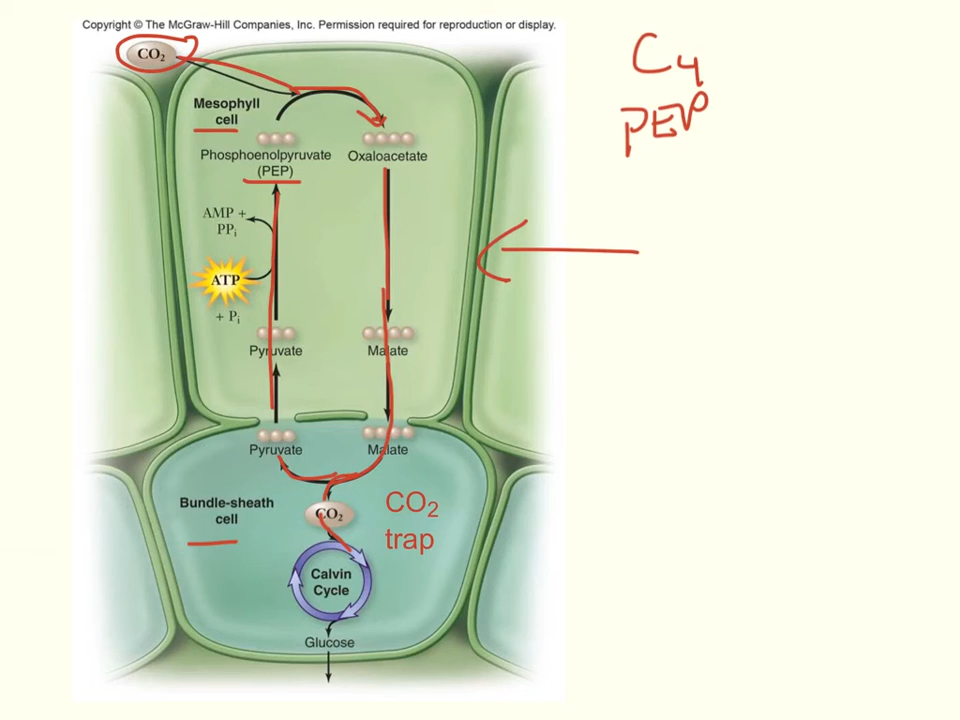 Copyright © The McGraw-Hill Companies, Inc. Permission required for reproduction or display.
CO₂
C₄
PEP
Mesophyll
cell
Phosphoenolpyruvate
(PEP)
Oxaloacetate
AMP +
PPᵢ
ATP
+ Pᵢ
Pyruvate
Malate
Pyruvate
Malate
Bundle-sheath
cell
CO₂
CO₂
trap
Calvin
Cycle
Glucose